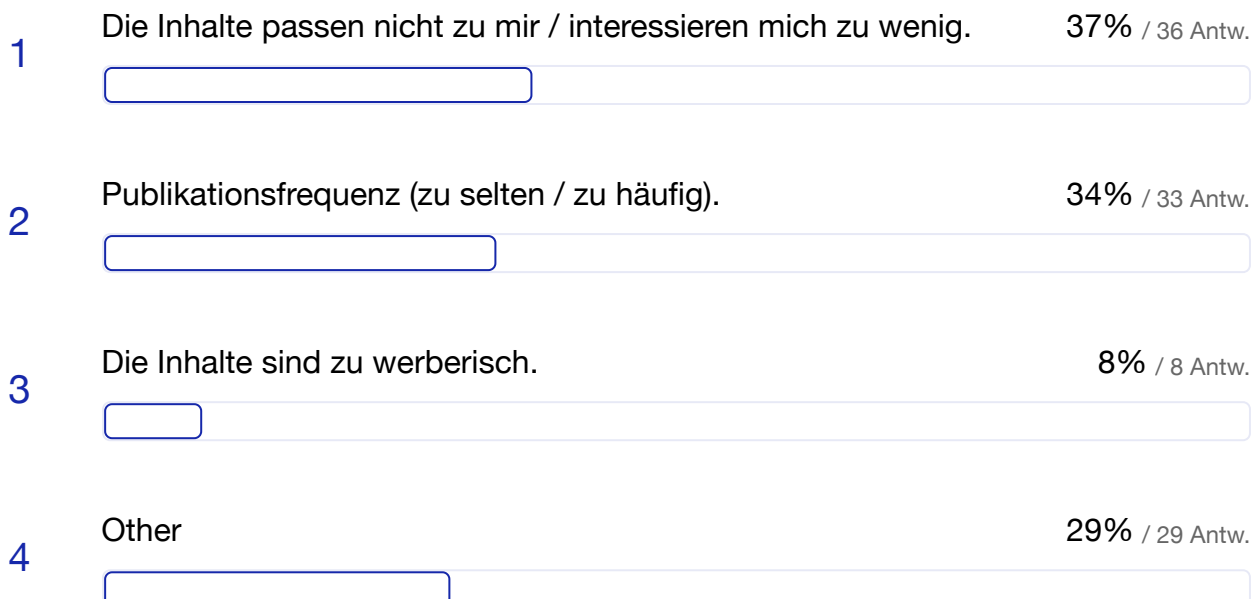 1
Die Inhalte passen nicht zu mir / interessieren mich zu wenig. 37% / 36 Antw.
2
Publikationsfrequenz (zu selten / zu häufig). 34% / 33 Antw.
3
Die Inhalte sind zu werberisch. 8% / 8 Antw.
4
Other 29% / 29 Antw.